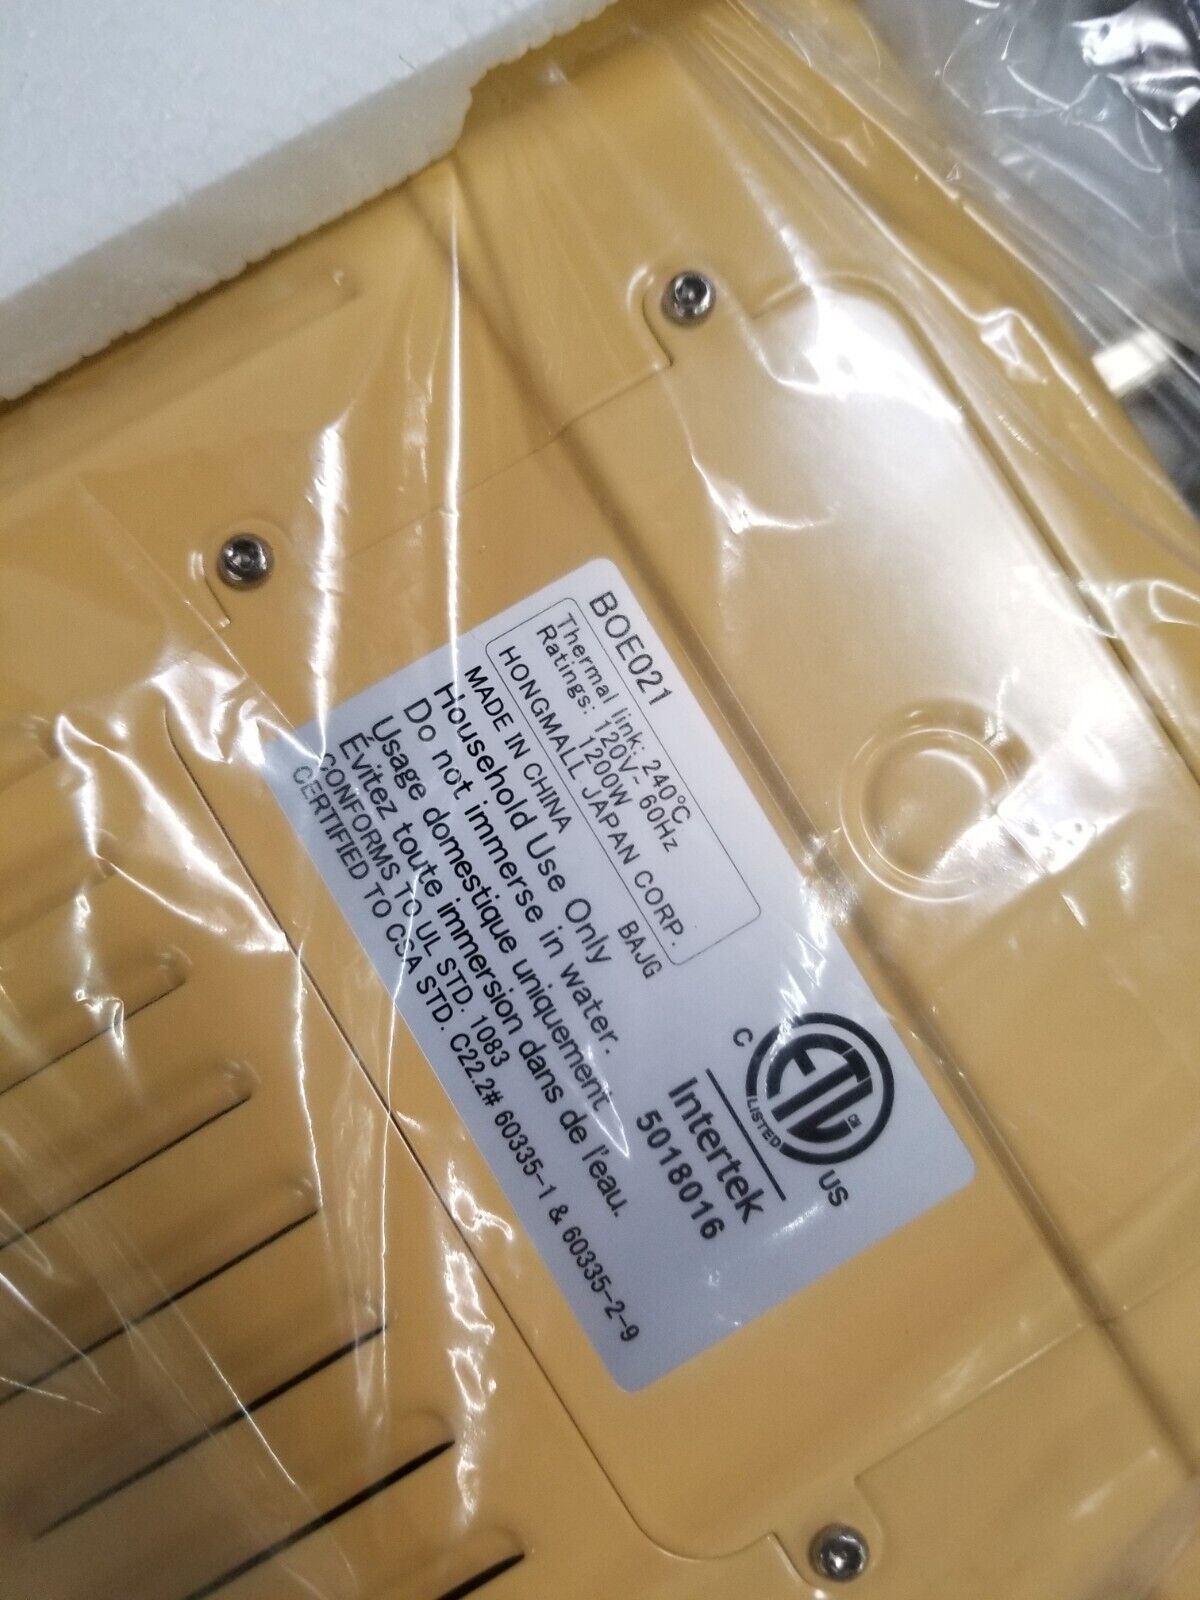 BOE021
Thermal link: 240°C
Ratings: 120V~ 60Hz
1200W
HONGMALL JAPAN CORP.
MADE IN CHINA BAJG
Household Use Only
Do not immerse in water.
Usage domestique uniquement
Évitez toute immersion dans de l'eau.
CONFORMS TO UL STD. 1083
CERTIFIED TO CSA STD. C22.2# 60335-1 & 60335-2-9
ETL
CM
LISTED
C US
Intertek
5018016